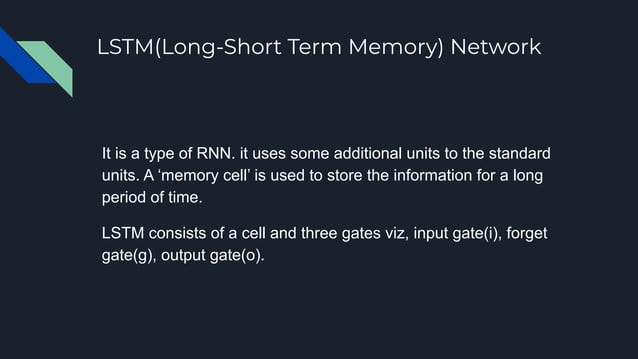 LSTM(Long-Short Term Memory) Network
It is a type of RNN. it uses some additional units to the standard
units. A ‘memory cell’ is used to store the information for a long
period of time.
LSTM consists of a cell and three gates viz, input gate(i), forget
gate(g), output gate(o).